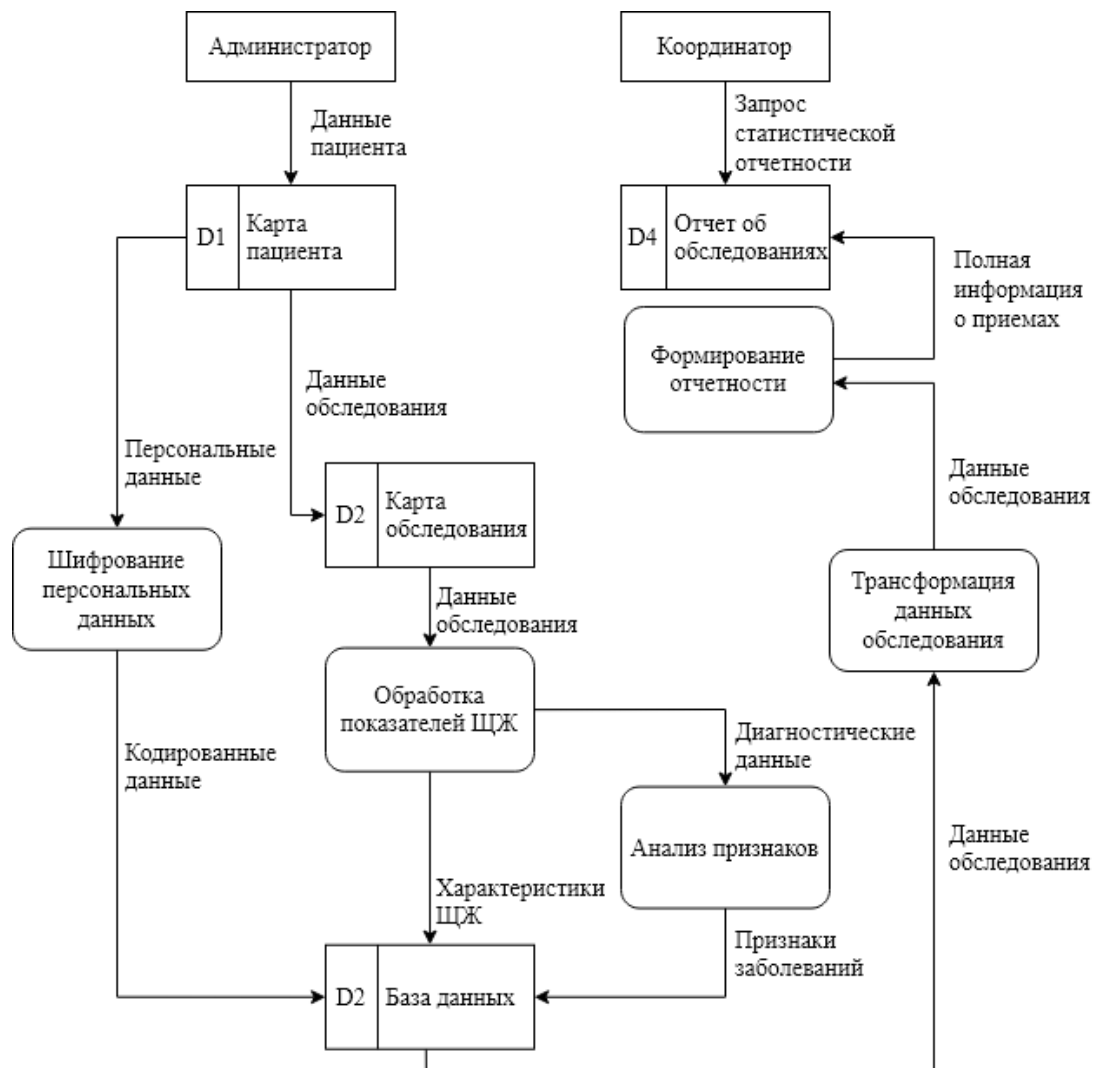 Администратор
Координатор
Данные
пациента
Запрос
статистической
отчетности
D1
Карта
пациента
D4
Отчет об
обследованиях
Полная
информация
о приемах
Формирование
отчетности
Данные
обследования
Персональные
данные
Данные
обследования
D2
Карта
обследования
Шифрование
персональных
данных
Трансформация
данных
обследования
Данные
обследования
Обработка
показателей ЩЖ
Диагностические
данные
Кодированные
данные
Анализ признаков
Данные
обследования
Характеристики
ЩЖ
Признаки
заболеваний
D2
База данных